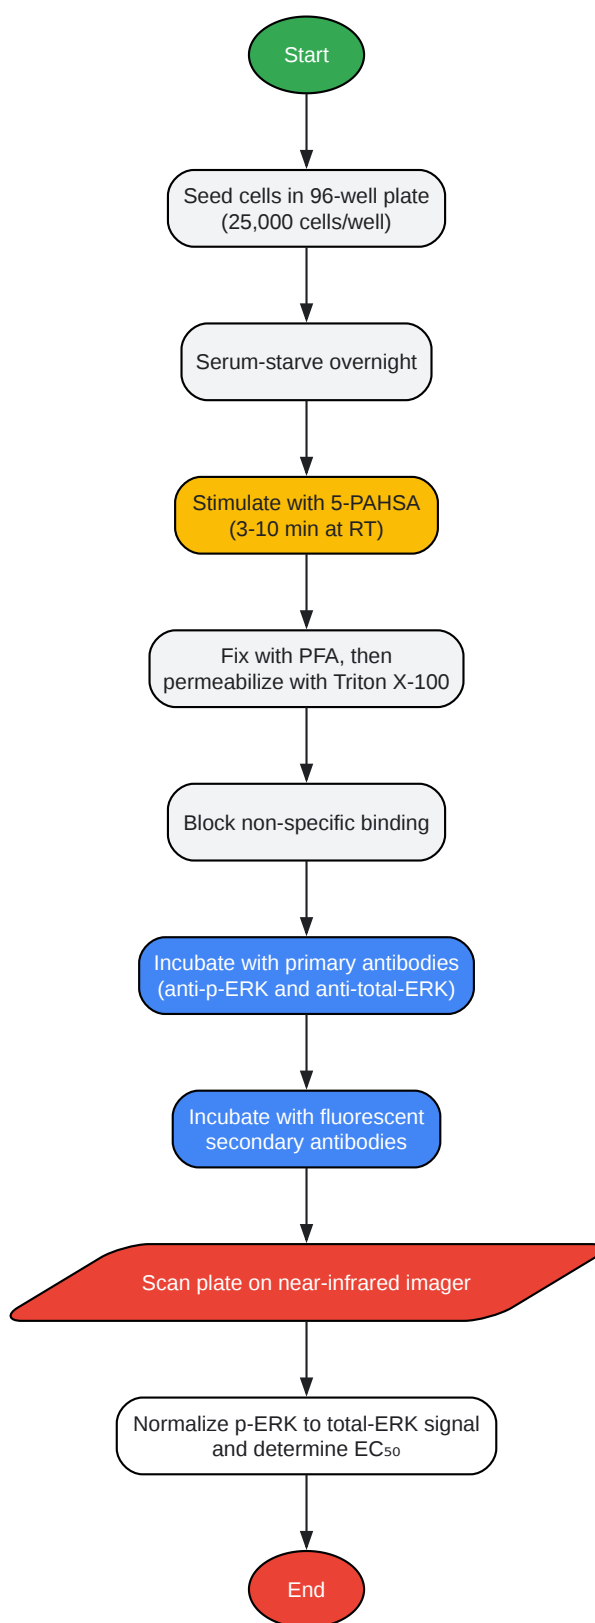 Start
Seed cells in 96-well plate
(25,000 cells/well)
Serum-starve overnight
Stimulate with 5-PAHSA
(3-10 min at RT)
Fix with PFA, then
permeabilize with Triton X-100
Block non-specific binding
Incubate with primary antibodies
(anti-p-ERK and anti-total-ERK)
Incubate with fluorescent
secondary antibodies
Scan plate on near-infrared imager
Normalize p-ERK to total-ERK signal
and determine EC₅₀
End